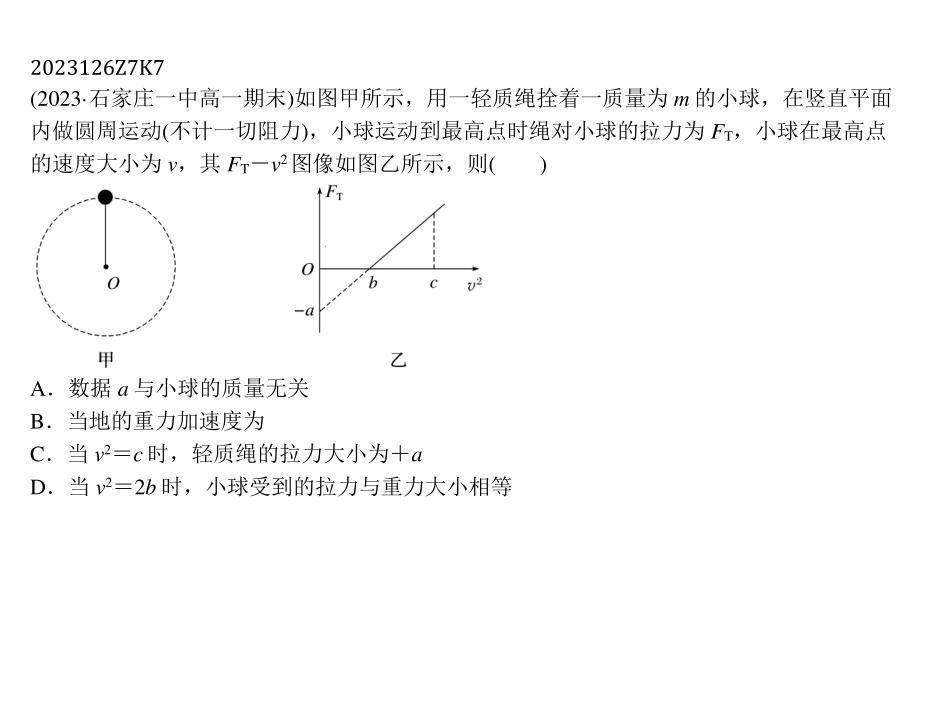 2023126Z7K7
(2023·石家庄一中高一期末)如图甲所示，用一轻质绳拴着一质量为 m 的小球，在竖直平面
内做圆周运动(不计一切阻力)，小球运动到最高点时绳对小球的拉力为 FT，小球在最高点
的速度大小为 v，其 FT－v²图像如图乙所示，则(　　)
O
甲
FT
O
b
c
v²
－a
乙
A．数据 a 与小球的质量无关
B．当地的重力加速度为
C．当 v²＝c 时，轻质绳的拉力大小为＋a
D．当 v²＝2b 时，小球受到的拉力与重力大小相等